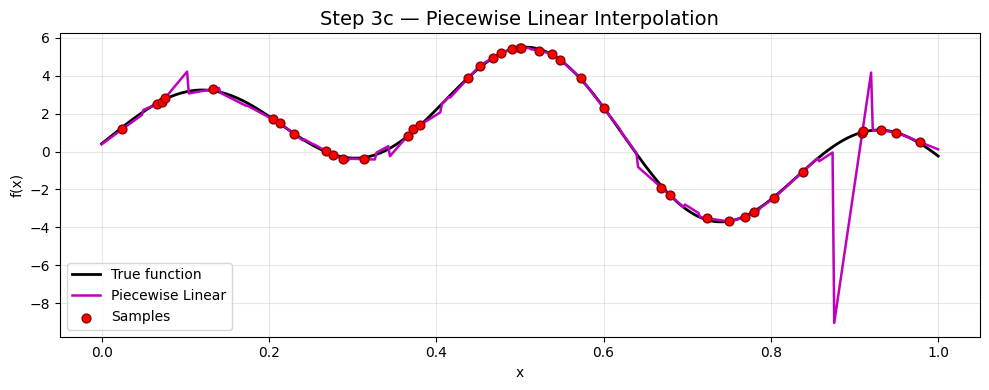 Step 3c — Piecewise Linear Interpolation
f(x)
6
4
2
0
−2
−4
−6
−8
True function
Piecewise Linear
Samples
0.0 0.2 0.4 0.6 0.8 1.0
x